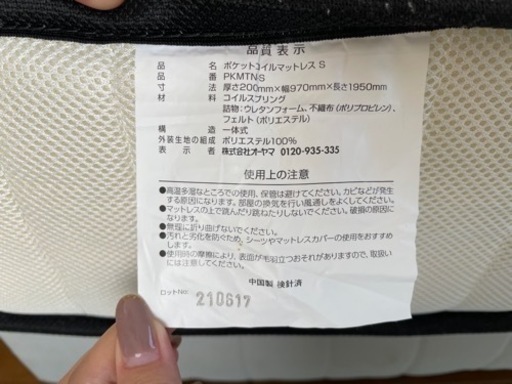 品質表示
品 名 ポケットコイルマットレス S
品 番 PKMTN-S
寸 法 厚さ200mm×幅970mm×長さ1950mm
材 料 コイルスプリング
詰物:ウレタンフォーム、不織布(ポリプロピレン)、
フェルト(ポリエステル)
構 造 一体式
外装生地の組成 ポリエステル100%
表 示 者 株式会社オーヤマ 0120-935-335
使用上の注意
●高温多湿なところでの使用、保管は避けてください。カビなどが発生
する原因になります。部屋の換気を行い風通しをよくしてください。
●マットレスの上で跳んだり跳ねたりしないでください。破損の原因に
なります。
●無理に折り曲げないでください。
●汚れと劣化を防ぐため、シーツやマットレスカバーの使用をおすすめ
します。
●使用時の摩擦により、表面が毛羽立つおそれがありますので、取扱い
には注意してください。
中国製 検針済
ロットNo. 210617